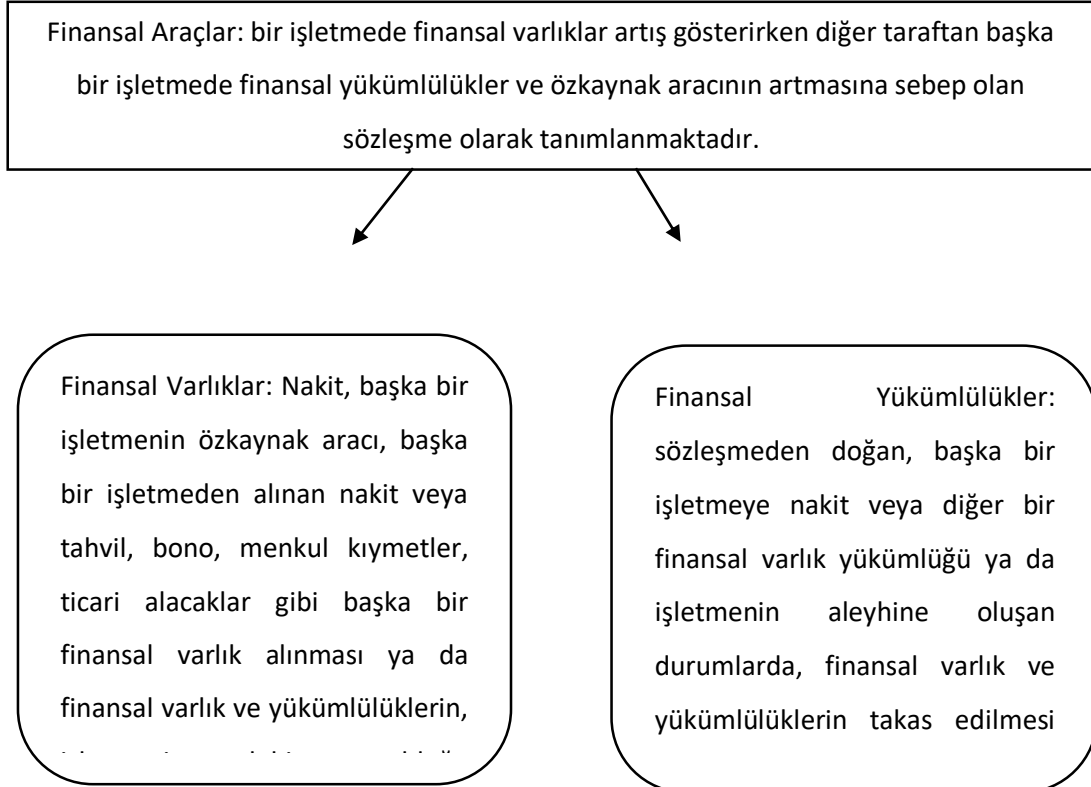 Finansal Araçlar: bir işletmede finansal varlıklar artış gösterirken diğer taraftan başka
bir işletmede finansal yükümlülükler ve özkaynak aracının artmasına sebep olan
sözleşme olarak tanımlanmaktadır.
Finansal Varlıklar: Nakit, başka bir
işletmenin özkaynak aracı, başka
bir işletmeden alınan nakit veya
tahvil, bono, menkul kıymetler,
ticari alacaklar gibi başka bir
finansal varlık alınması ya da
finansal varlık ve yükümlülüklerin,
Finansal Yükümlülükler:
sözleşmeden doğan, başka bir
işletmeye nakit veya diğer bir
finansal varlık yükümlüğü ya da
işletmenin aleyhine oluşan
durumlarda, finansal varlık ve
yükümlülüklerin takas edilmesi